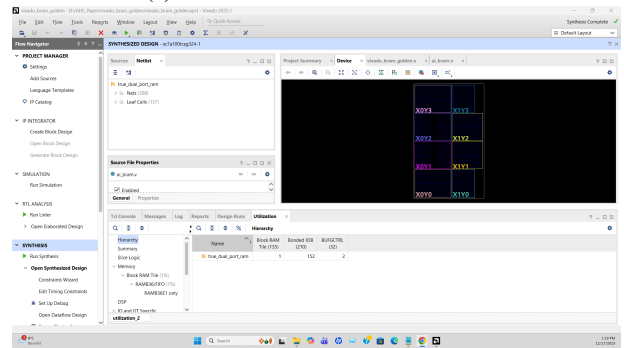 vivado_bram_golden - [E:/VHC_Paper/vivado_bram_golden/vivado_bram_golden.xpr] - Vivado 2025.1
File Edit Flow Tools Reports Window Layout View Help Quick Access
Synthesis Complete
Default Layout
Flow Navigator
SYNTHESIZED DESIGN - xc7a100tcsg324-1
PROJECT MANAGER
Settings
Add Sources
Language Templates
IP Catalog
IP INTEGRATOR
Create Block Design
Open Block Design
Generate Block Design
SIMULATION
Run Simulation
RTL ANALYSIS
Run Linter
Open Elaborated Design
SYNTHESIS
Run Synthesis
Open Synthesized Design
Constraints Wizard
Edit Timing Constraints
Set Up Debug
Open Dataflow Design
Sources Netlist
true_dual_port_ram
Nets
Leaf Cells (157)
Source File Properties
ai_bram.v
Enabled
General Properties
Project Summary Device vivado_bram_golden.v ai_bram.v
X0Y3 X1Y3
X0Y2 X1Y2
X0Y1 X1Y1
X0Y0 X1Y0
Tcl Console Messages Log Reports Design Runs Utilization
Hierarchy
Hierarchy
Summary
Slice Logic
Memory
Block RAM Tile (1%)
RAMB36/FIFO (1%)
RAMB36E1 only
DSP
IO and GT Specific
Name Block RAM Tile (135) Bonded IOB (210) BUFGCTRL (32)
true_dual_port_ram 1 152 2
utilization_2
Search
2:19 PM
12/17/2025